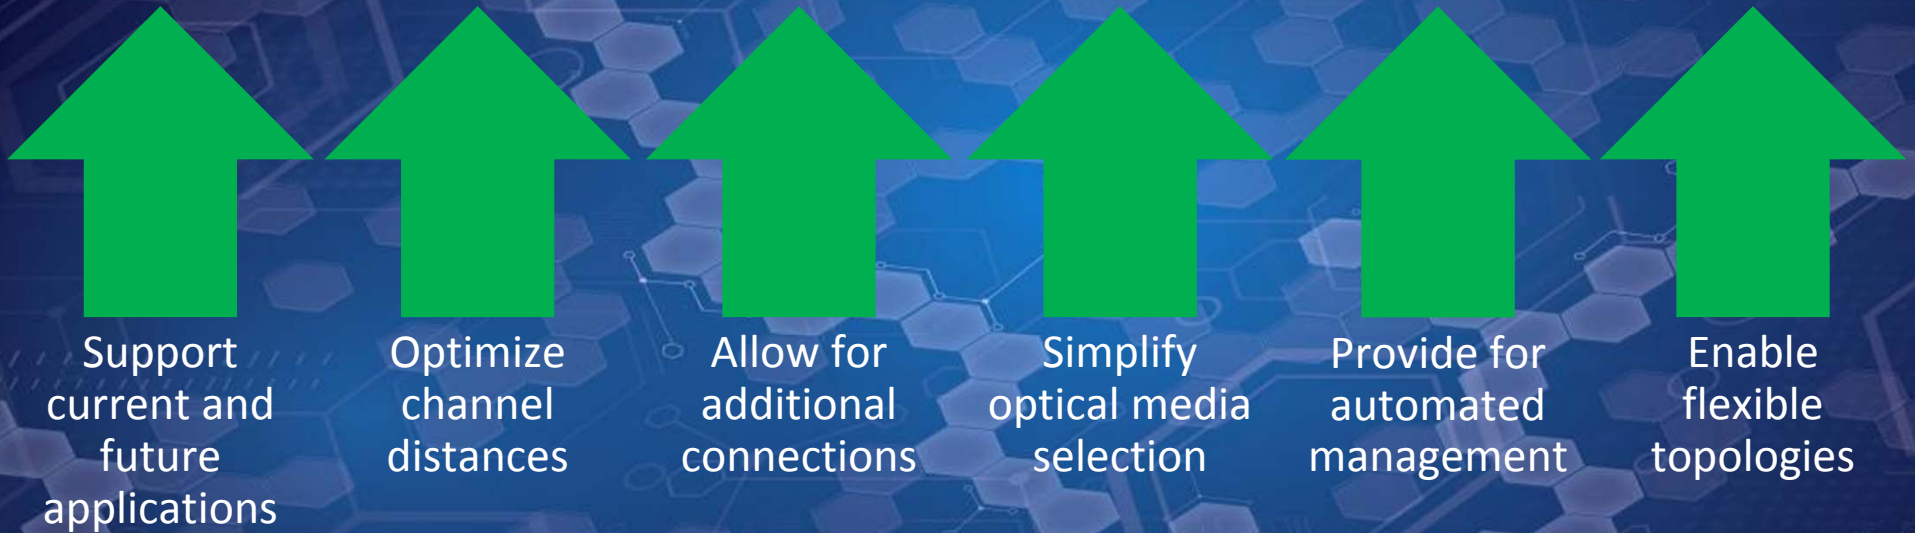 Support
current and
future
applications
Optimize
channel
distances
Allow for
additional
connections
Simplify
optical media
selection
Provide for
automated
management
Enable
flexible
topologies